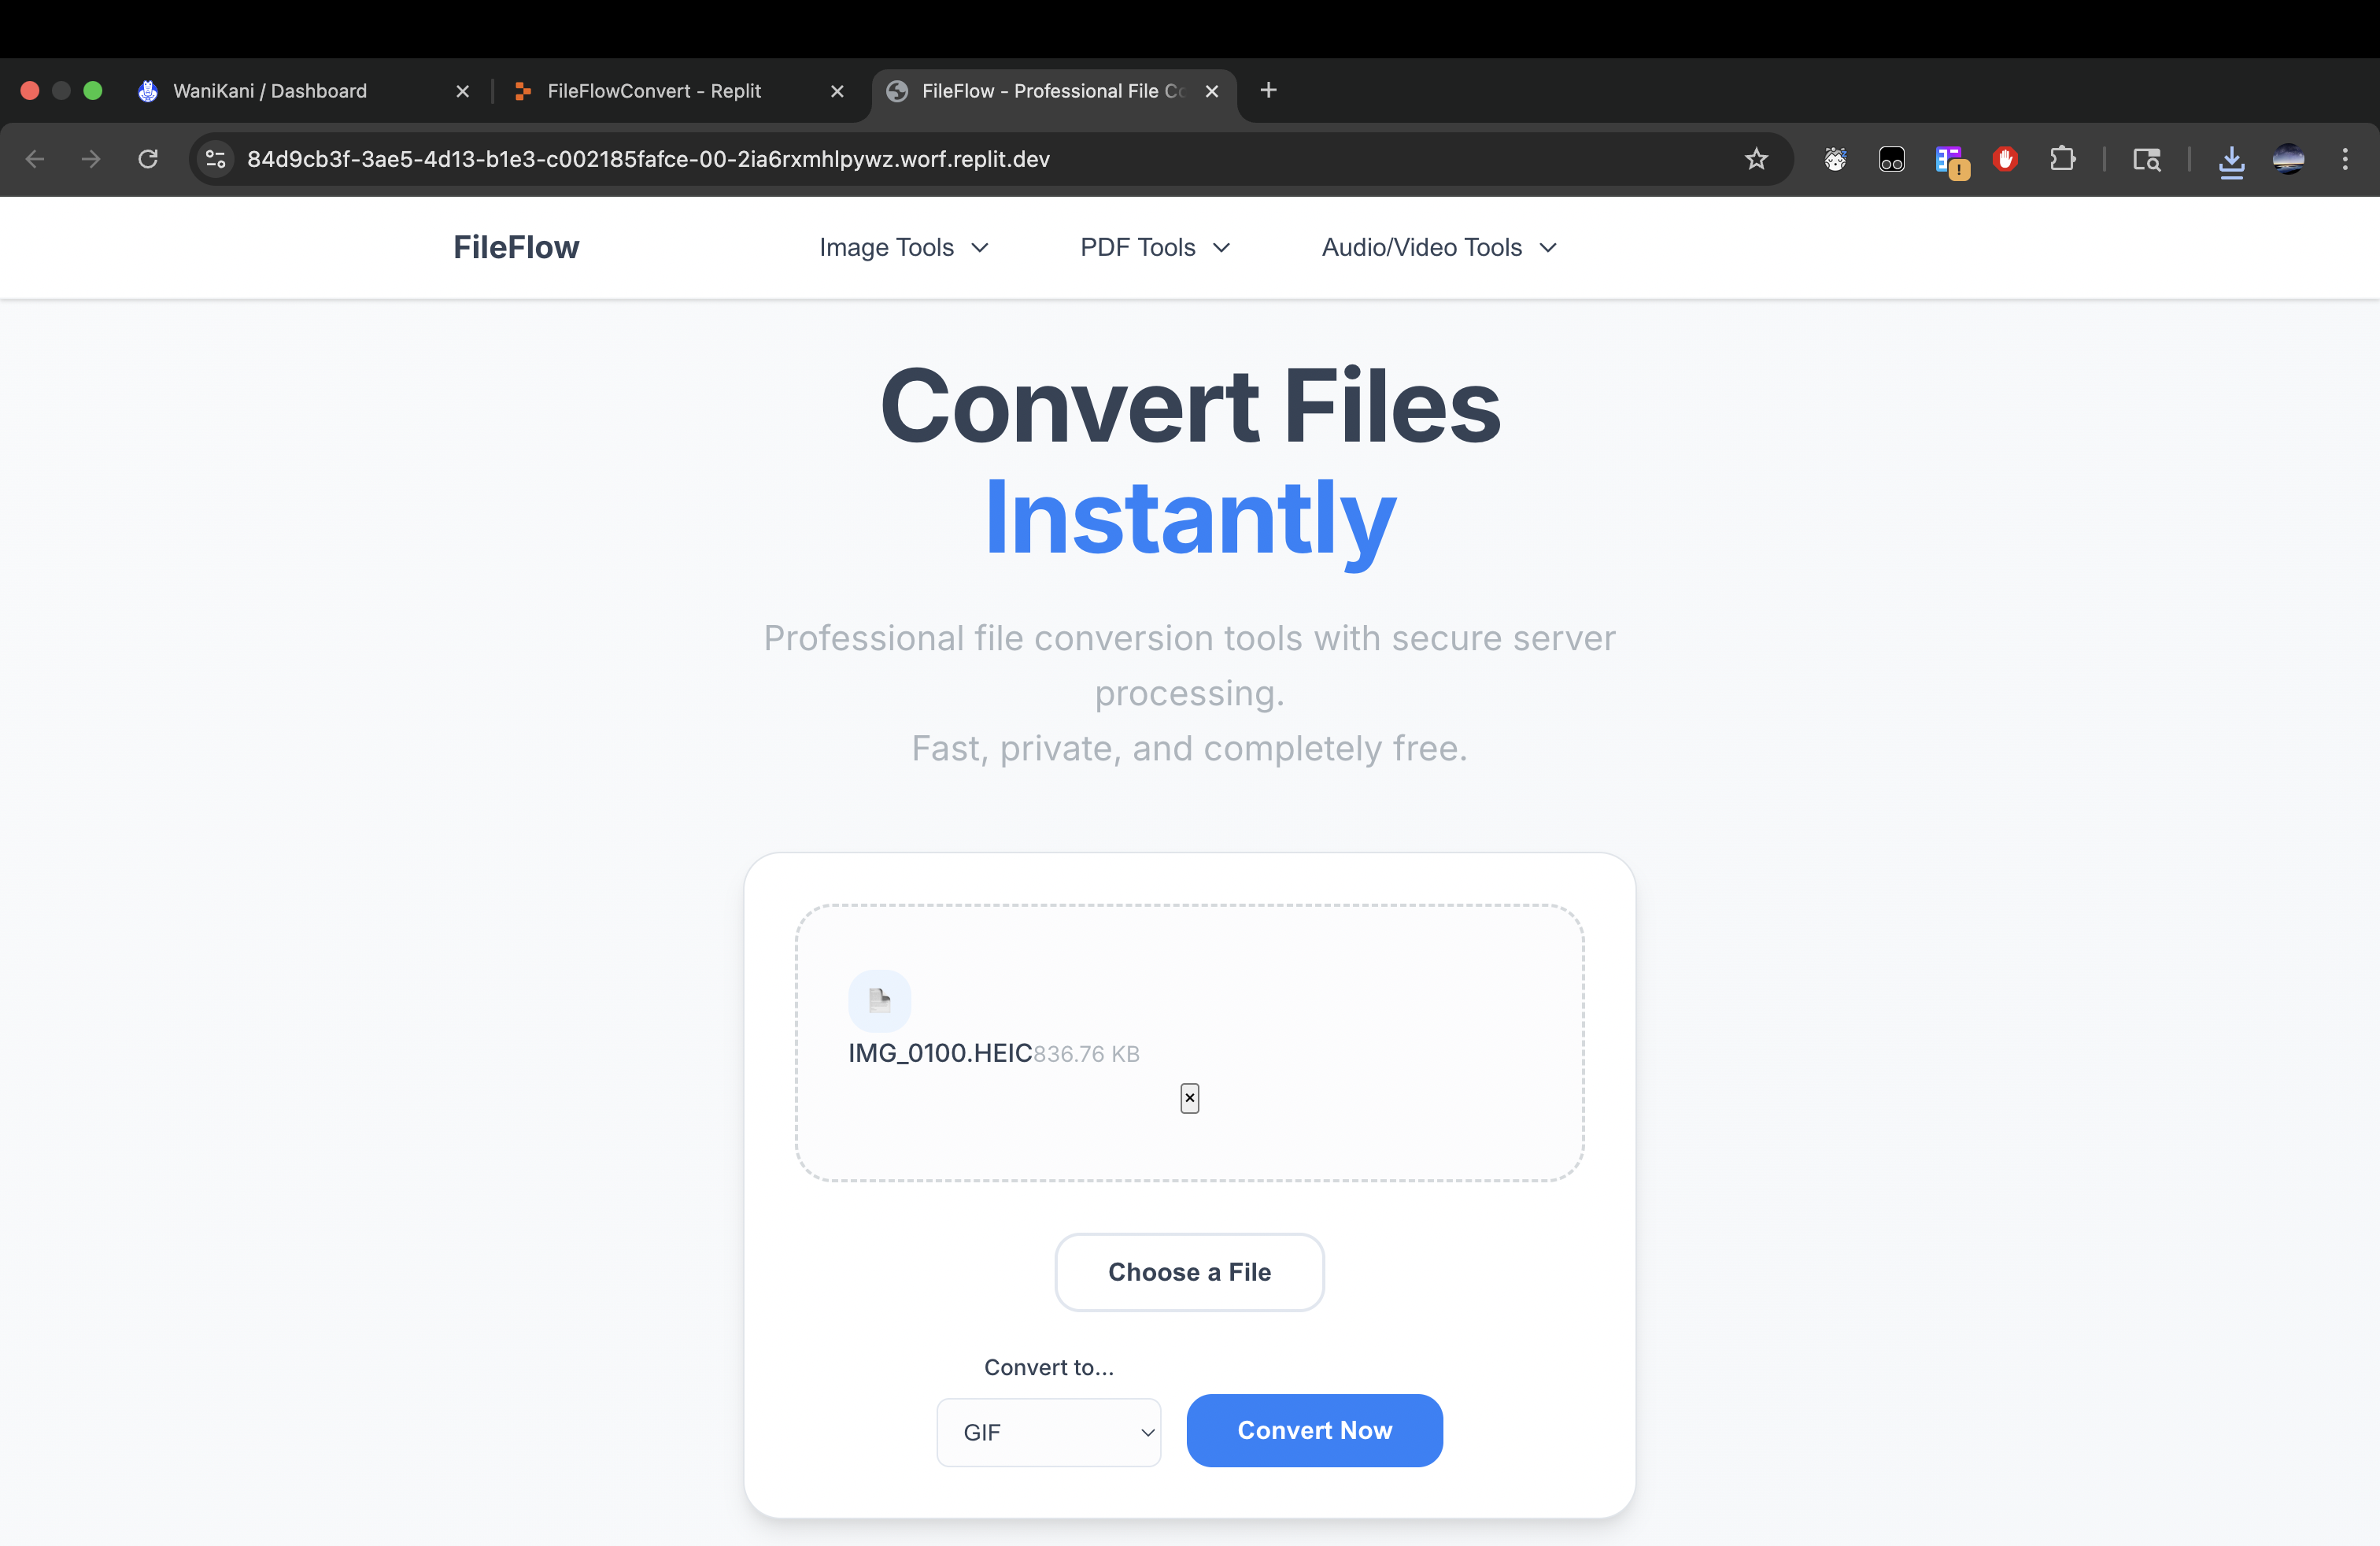 WaniKani / Dashboard
FileFlowConvert - Replit
FileFlow - Professional File Co
84d9cb3f-3ae5-4d13-b1e3-c002185fafce-00-2ia6rxmhlpywz.worf.replit.dev
FileFlow
Image Tools
PDF Tools
Audio/Video Tools
Convert Files
Instantly
Professional file conversion tools with secure server
processing.
Fast, private, and completely free.
IMG_0100.HEIC836.76 KB
×
Choose a File
Convert to...
GIF
Convert Now